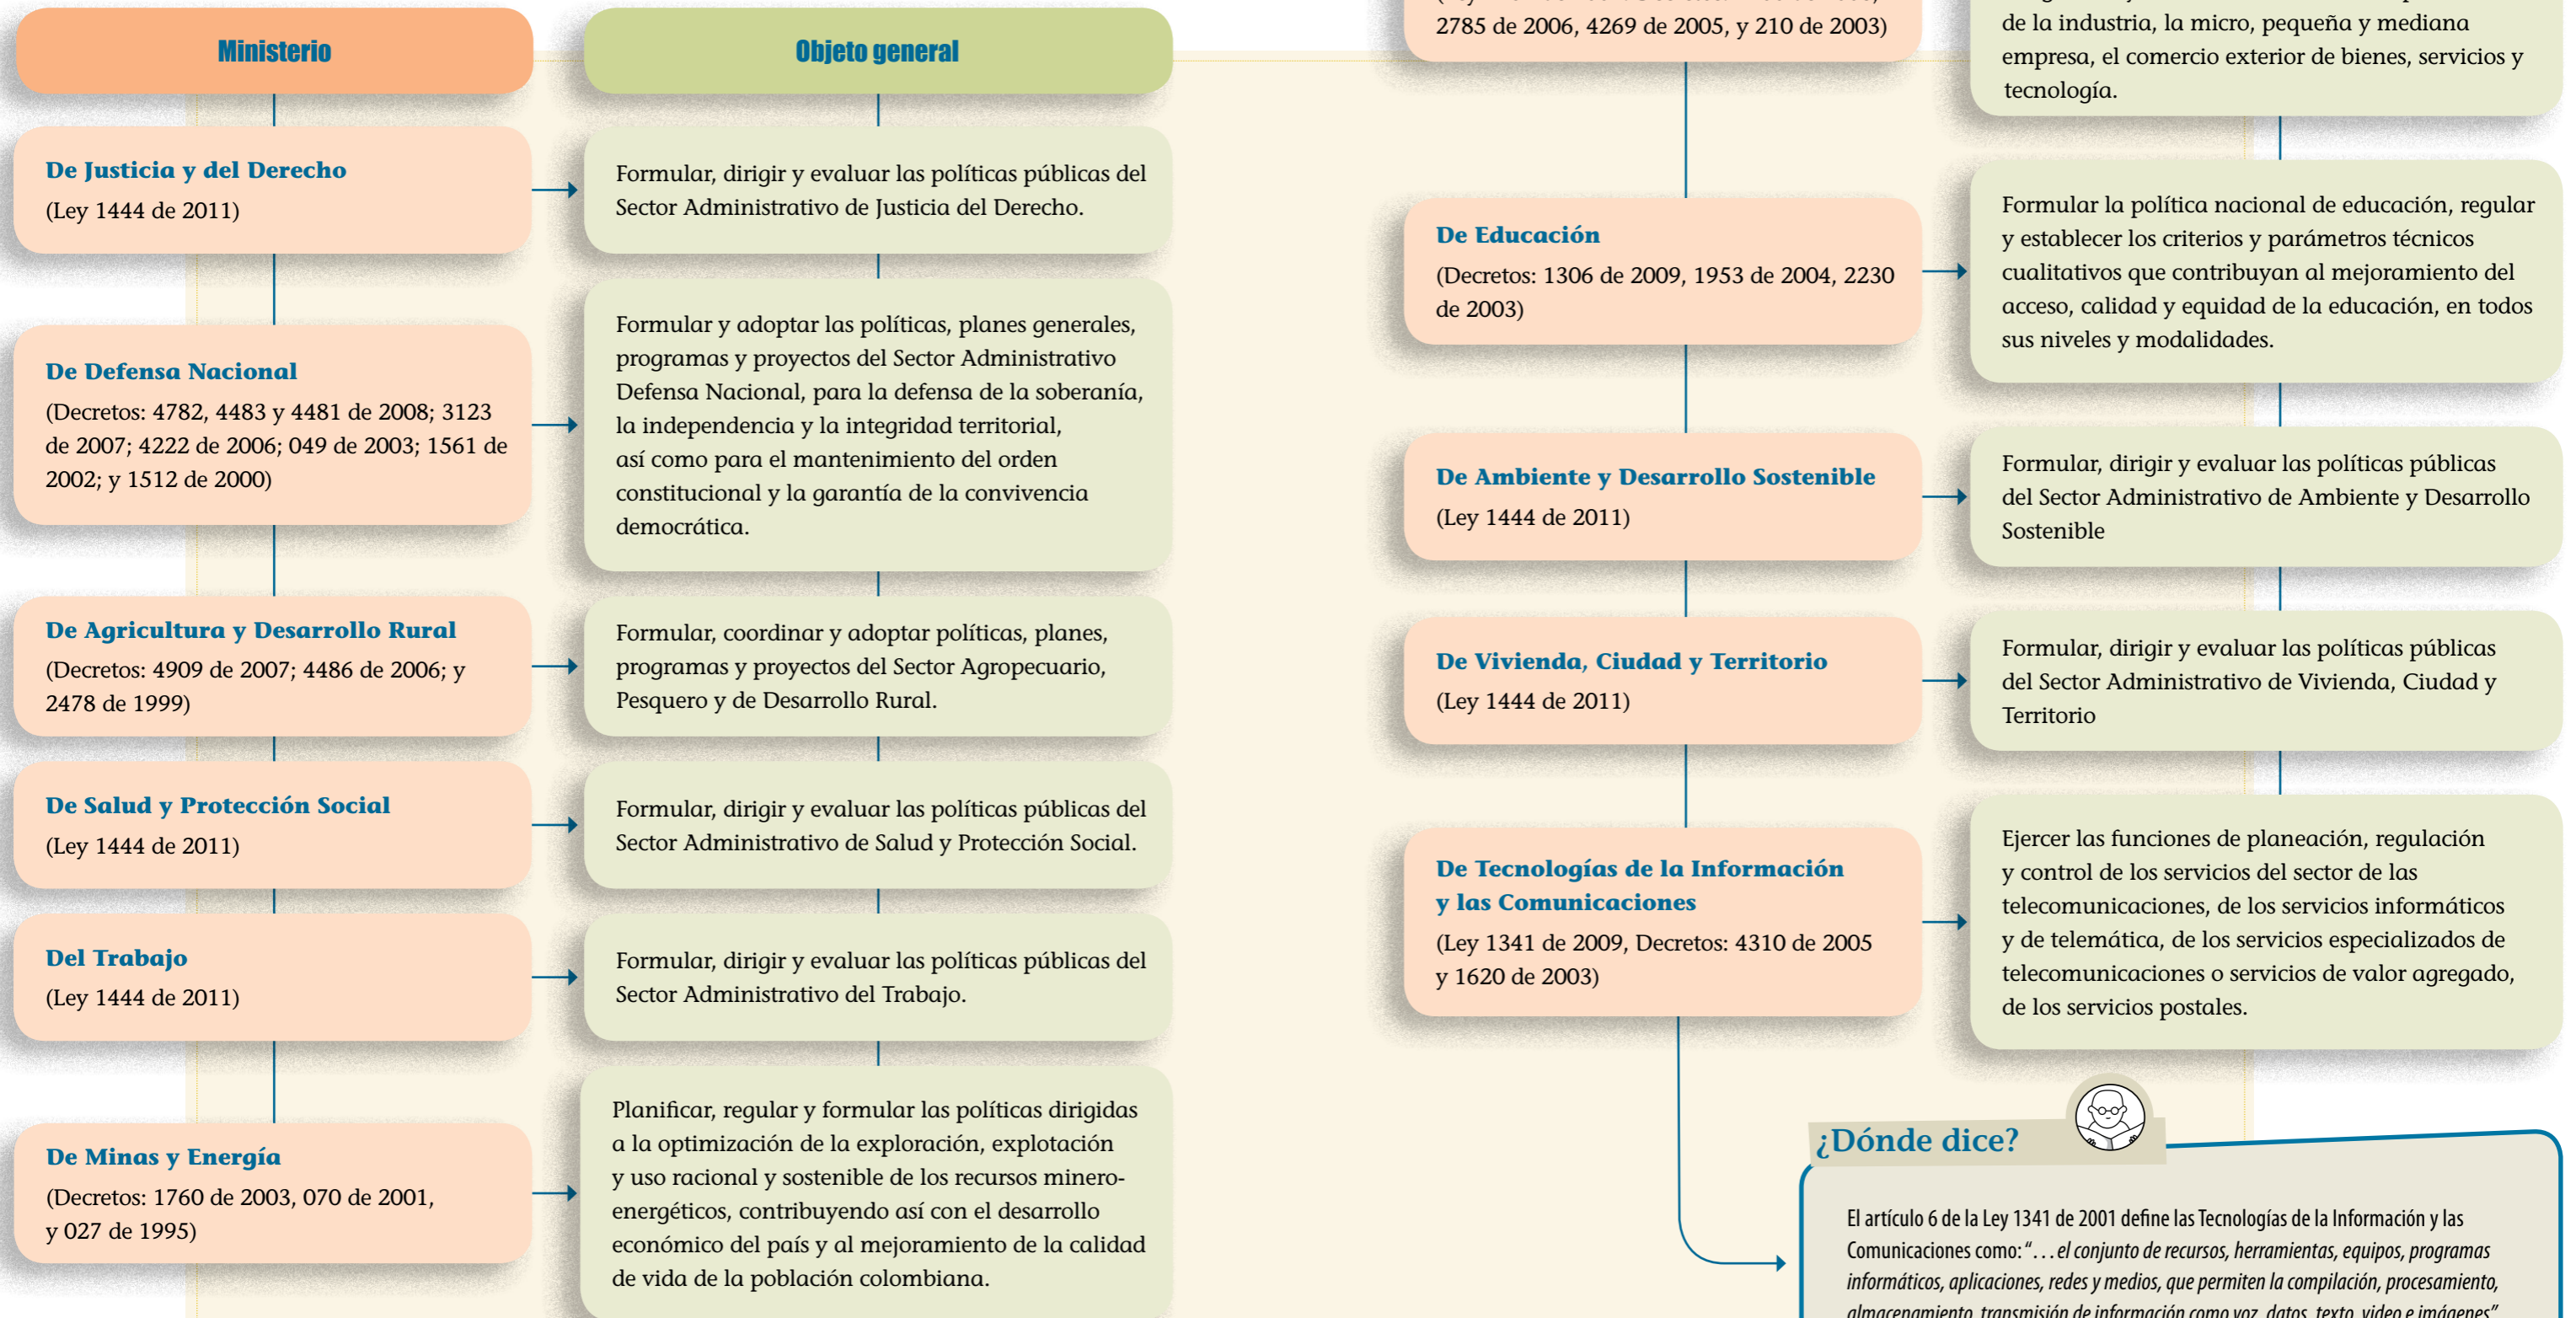 Ministerio
Objeto general
De Justicia y del Derecho
(Ley 1444 de 2011)
Formular, dirigir y evaluar las políticas públicas del
Sector Administrativo de Justicia del Derecho.
De Defensa Nacional
(Decretos: 4782, 4483 y 4481 de 2008; 3123
de 2007; 4222 de 2006; 049 de 2003; 1561 de
2002; y 1512 de 2000)
Formular y adoptar las políticas, planes generales,
programas y proyectos del Sector Administrativo
Defensa Nacional, para la defensa de la soberanía,
la independencia y la integridad territorial,
así como para el mantenimiento del orden
constitucional y la garantía de la convivencia
democrática.
De Agricultura y Desarrollo Rural
(Decretos: 4909 de 2007; 4486 de 2006; y
2478 de 1999)
Formular, coordinar y adoptar políticas, planes,
programas y proyectos del Sector Agropecuario,
Pesquero y de Desarrollo Rural.
De Salud y Protección Social
(Ley 1444 de 2011)
Formular, dirigir y evaluar las políticas públicas del
Sector Administrativo de Salud y Protección Social.
Del Trabajo
(Ley 1444 de 2011)
Formular, dirigir y evaluar las políticas públicas del
Sector Administrativo del Trabajo.
De Minas y Energía
(Decretos: 1760 de 2003, 070 de 2001,
y 027 de 1995)
Planificar, regular y formular las políticas dirigidas
a la optimización de la exploración, explotación
y uso racional y sostenible de los recursos minero-
energéticos, contribuyendo así con el desarrollo
económico del país y al mejoramiento de la calidad
de vida de la población colombiana.
2785 de 2006, 4269 de 2005, y 210 de 2003)
de la industria, la micro, pequeña y mediana
empresa, el comercio exterior de bienes, servicios y
tecnología.
De Educación
(Decretos: 1306 de 2009, 1953 de 2004, 2230
de 2003)
Formular la política nacional de educación, regular
y establecer los criterios y parámetros técnicos
cualitativos que contribuyan al mejoramiento del
acceso, calidad y equidad de la educación, en todos
sus niveles y modalidades.
De Ambiente y Desarrollo Sostenible
(Ley 1444 de 2011)
Formular, dirigir y evaluar las políticas públicas
del Sector Administrativo de Ambiente y Desarrollo
Sostenible
De Vivienda, Ciudad y Territorio
(Ley 1444 de 2011)
Formular, dirigir y evaluar las políticas públicas
del Sector Administrativo de Vivienda, Ciudad y
Territorio
De Tecnologías de la Información
y las Comunicaciones
(Ley 1341 de 2009, Decretos: 4310 de 2005
y 1620 de 2003)
Ejercer las funciones de planeación, regulación
y control de los servicios del sector de las
telecomunicaciones, de los servicios informáticos
y de telemática, de los servicios especializados de
telecomunicaciones o servicios de valor agregado,
de los servicios postales.
¿Dónde dice?
El artículo 6 de la Ley 1341 de 2001 define las Tecnologías de la Información y las
Comunicaciones como: “…el conjunto de recursos, herramientas, equipos, programas
informáticos, aplicaciones, redes y medios, que permiten la compilación, procesamiento,
almacenamiento, transmisión de información como voz, datos, texto, video e imágenes”